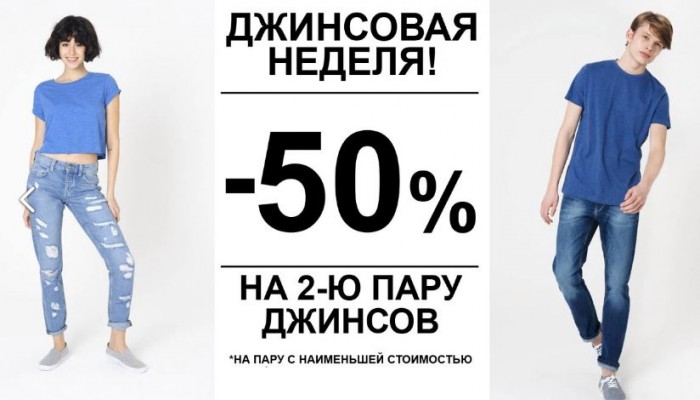 ДЖИНСОВАЯ
НЕДЕЛЯ!
-50%
НА 2-Ю ПАРУ
ДЖИНСОВ
*НА ПАРУ С НАИМЕНЬШЕЙ СТОИМОСТЬЮ